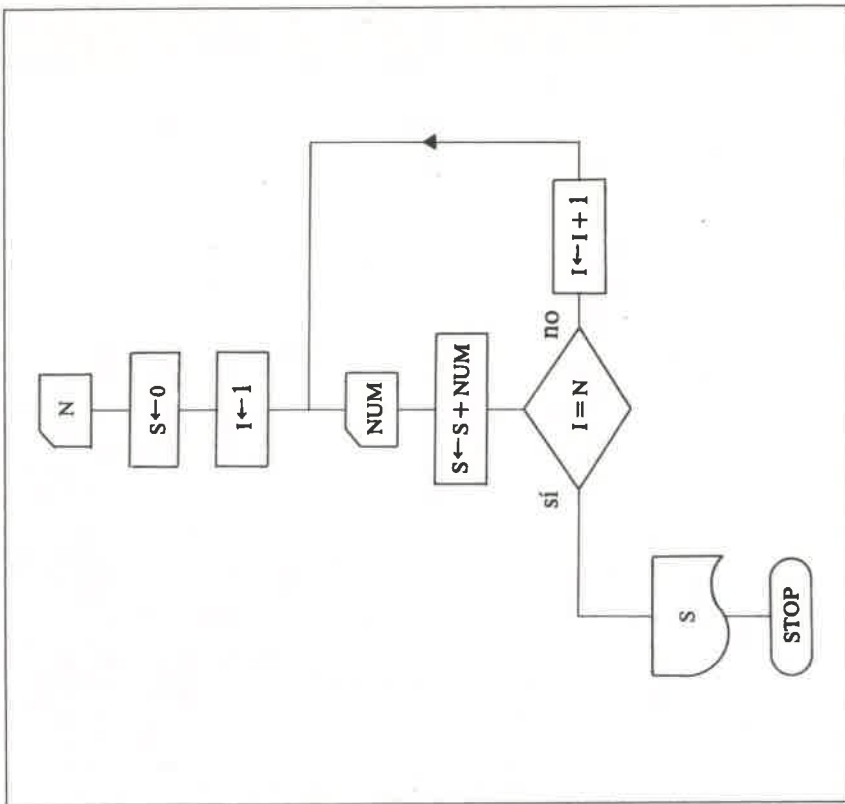 N
S←0
I←1
NUM
S←S+NUM
I=N
no
I←I+1
sí
S
STOP